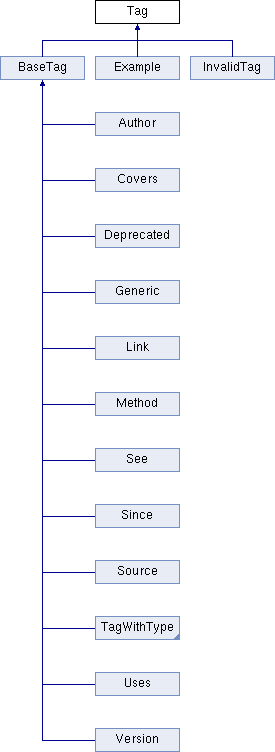 Tag
BaseTag Example InvalidTag
Author
Covers
Deprecated
Generic
Link
Method
See
Since
Source
TagWithType
Uses
Version